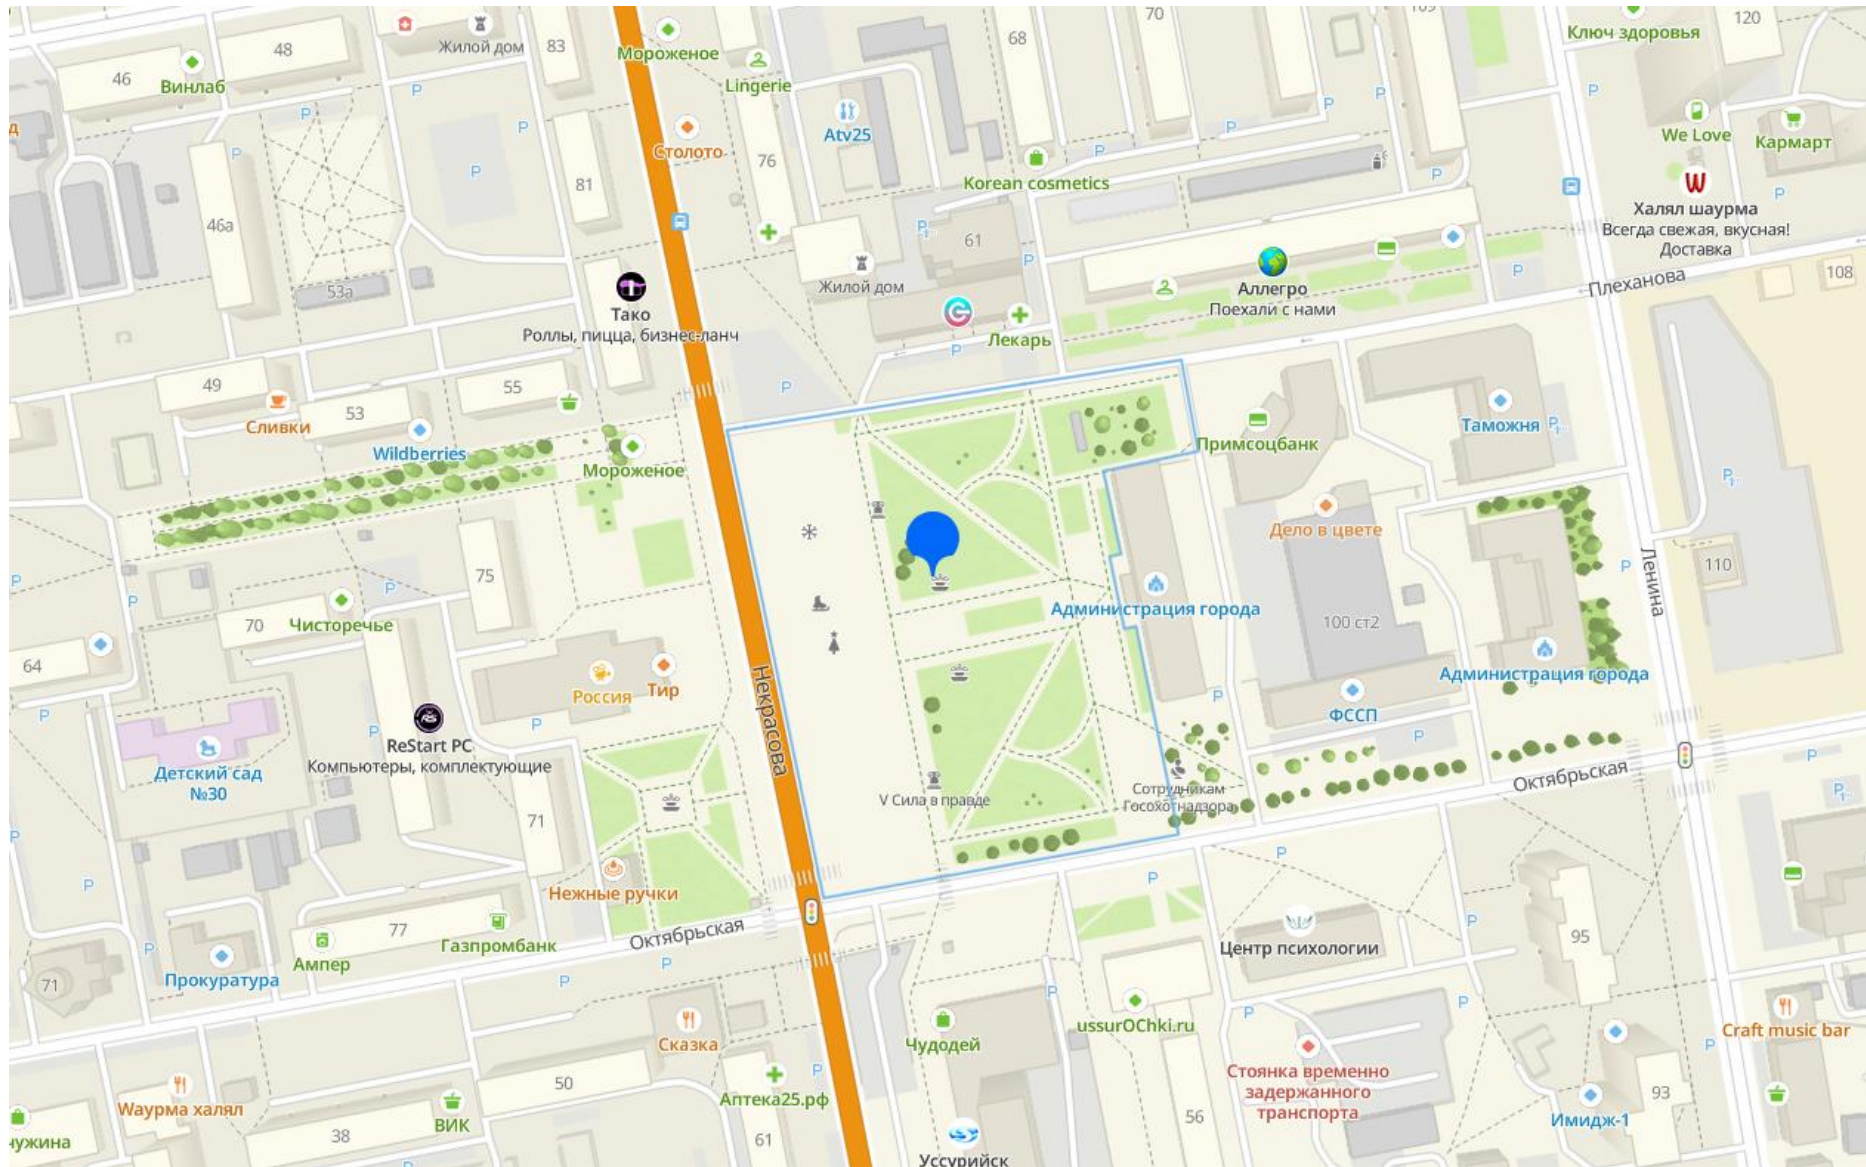 70
109
120
Ключ здоровья
48
Жилой дом
83
Мороженое
68
46
Винлаб
Lingerie
Atv25
We Love
Кармарт
Столото
76
Korean cosmetics
81
46а
61
Халял шаурма
Всегда свежая, вкусная!
Доставка
53а
Жилой дом
Аллегро
Поехали с нами
Плеханова
108
Тако
Роллы, пицца, бизнес-ланч
Лекарь
49
55
53
Сливки
Wildberries
Мороженое
Примсоцбанк
Таможня
Дело в цвете
75
110
Ленина
70
Чисторечье
Администрация города
100 ст2
64
Россия
Тир
Некрасова
Администрация города
ФССП
ReStart PC
Компьютеры, комплектующие
Детский сад
№30
V Сила в правде
Сотрудникам
Госохотнадзора
Октябрьская
71
Нежные ручки
77
Газпромбанк
Октябрьская
Ампер
Прокуратура
71
Центр психологии
95
ussurOChki.ru
Craft music bar
Сказка
Чудодей
Стоянка временно
задержанного
транспорта
50
Аптека25.рф
Wаурма халял
ВИК
38
61
56
93
Имидж-1
Уссурийск